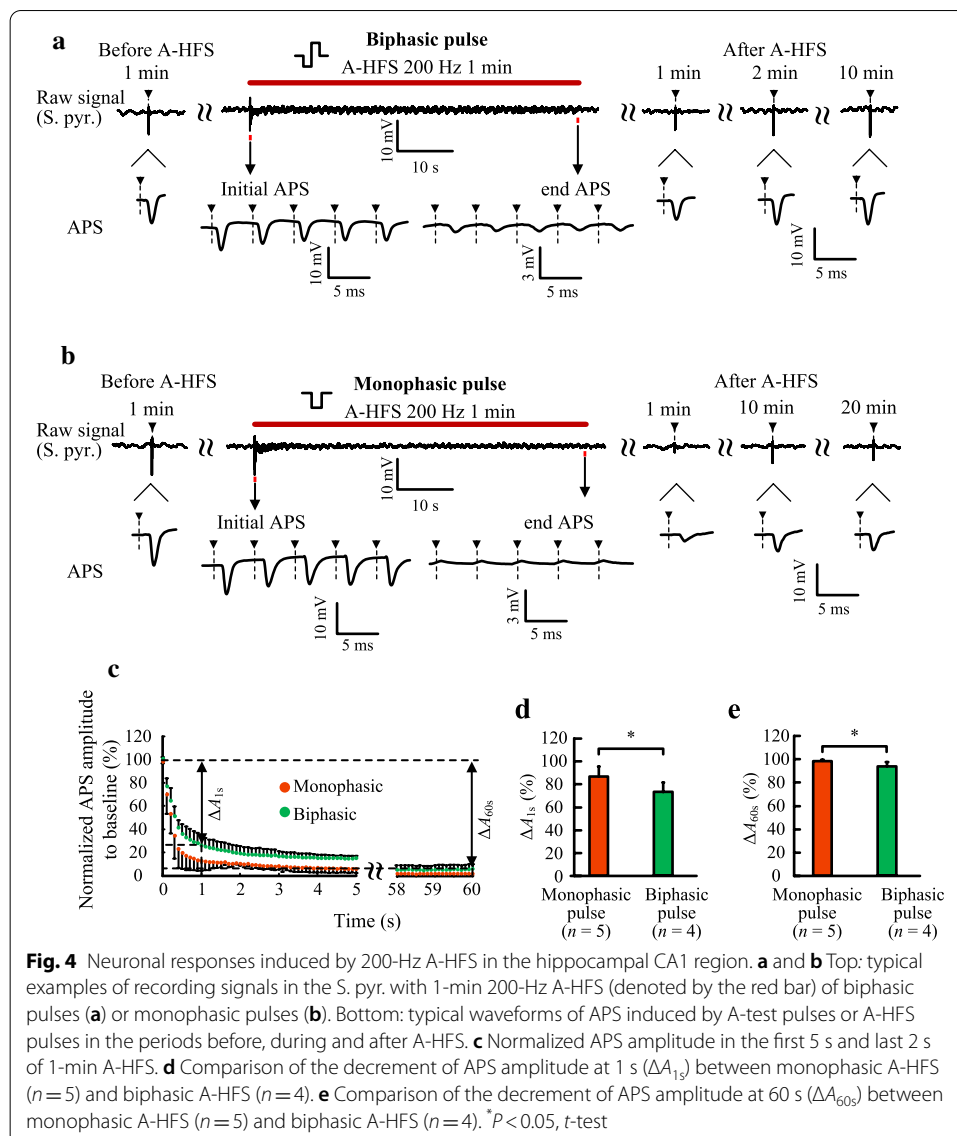 a
Biphasic pulse
Before A-HFS
After A-HFS
A-HFS 200 Hz 1 min
1 min
1 min
2 min
10 min
Raw signal
(S. pyr.)
10 mV
10 s
Initial APS
end APS
APS
10 mV
5 ms
3 mV
5 ms
10 mV
5 ms
b
Before A-HFS
Monophasic pulse
After A-HFS
1 min
A-HFS 200 Hz 1 min
1 min
10 min
20 min
Raw signal
(S. pyr.)
10 mV
10 s
Initial APS
end APS
APS
10 mV
5 ms
3 mV
5 ms
10 mV
5 ms
c
Normalized APS amplitude
to baseline (%)
120
100
80
60
40
20
0
ΔA1s
Monophasic
Biphasic
ΔA60s
0 1 2 3 4 5 58 59 60
Time (s)
d
ΔA1s (%)
120
100
80
60
40
20
0
*
Monophasic Biphasic
pulse pulse
(n = 5) (n = 4)
e
ΔA60s (%)
120
100
80
60
40
20
0
*
Monophasic Biphasic
pulse pulse
(n = 5) (n = 4)
Fig. 4 Neuronal responses induced by 200-Hz A-HFS in the hippocampal CA1 region. a and b Top: typical
examples of recording signals in the S. pyr. with 1-min 200-Hz A-HFS (denoted by the red bar) of biphasic
pulses (a) or monophasic pulses (b). Bottom: typical waveforms of APS induced by A-test pulses or A-HFS
pulses in the periods before, during and after A-HFS. c Normalized APS amplitude in the first 5 s and last 2 s
of 1-min A-HFS. d Comparison of the decrement of APS amplitude at 1 s (ΔA1s) between monophasic A-HFS
(n = 5) and biphasic A-HFS (n = 4). e Comparison of the decrement of APS amplitude at 60 s (ΔA60s) between
monophasic A-HFS (n = 5) and biphasic A-HFS (n = 4). *P < 0.05, t-test